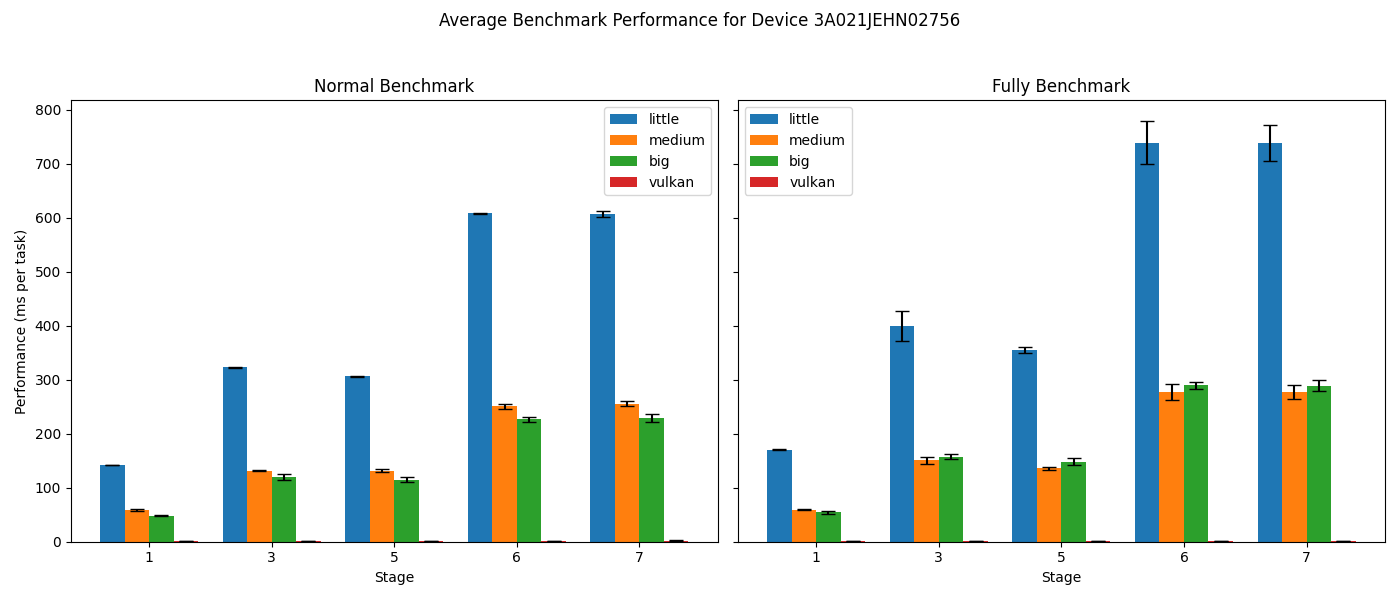 Average Benchmark Performance for Device 3A021JEHN02756
Normal Benchmark
Performance (ms per task)
800
700
600
500
400
300
200
100
0
little
medium
big
vulkan
1 3 5 6 7
Stage
Fully Benchmark
little
medium
big
vulkan
1 3 5 6 7
Stage